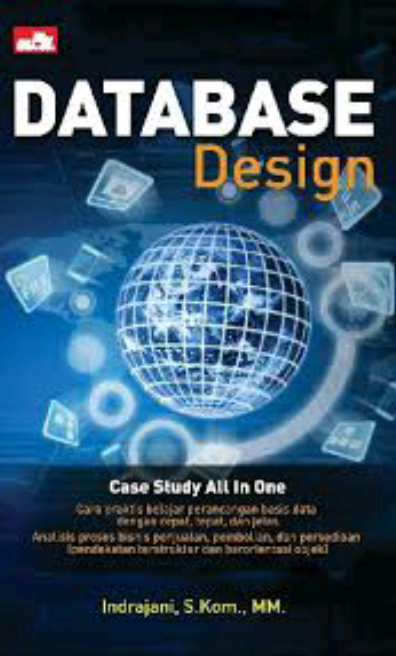 DATABASE
Design
Case Study All In One
Cara praktis belajar perancangan basis data
dengan cepat, tepat, dan jelas
Analisis proses bisnis penjualan, pembelian, dan persediaan
(pendekatan terstruktur dan berorientasi objek)
Indrajani, S.Kom., MM.